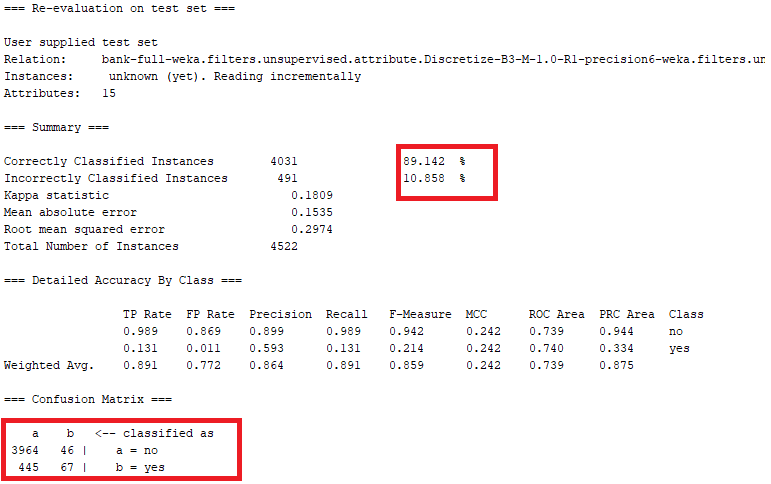 === Re-evaluation on test set ===
User supplied test set
Relation:     bank-full-weka.filters.unsupervised.attribute.Discretize-B3-M-1.0-R1-precision6-weka.filters.un
Instances:     unknown (yet). Reading incrementally
Attributes:   15
=== Summary ===
Correctly Classified Instances        4031               89.142  %
Incorrectly Classified Instances       491               10.858  %
Kappa statistic                          0.1809
Mean absolute error                      0.1535
Root mean squared error                  0.2974
Total Number of Instances             4522
=== Detailed Accuracy By Class ===
                 TP Rate  FP Rate  Precision  Recall   F-Measure  MCC      ROC Area  PRC Area  Class
                 0.989    0.869    0.899      0.989    0.942      0.242    0.739     0.944     no
                 0.131    0.011    0.593      0.131    0.214      0.242    0.740     0.334     yes
Weighted Avg.    0.891    0.772    0.864      0.891    0.859      0.242    0.739     0.875
=== Confusion Matrix ===
    a    b   <-- classified as
 3964   46 |    a = no
  445   67 |    b = yes